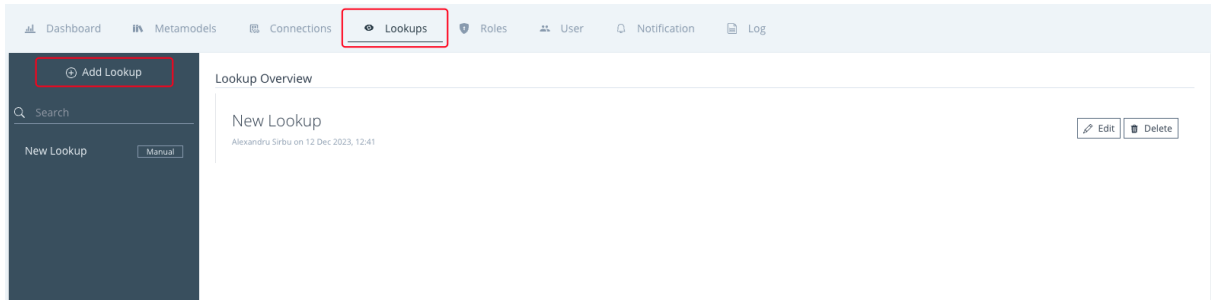 Dashboard Metamodels Connections Lookups Roles User Notification Log
Add Lookup
Lookup Overview
Search
New Lookup
Edit Delete
Alexandru Sirbu on 12 Dec 2023, 12:41
New Lookup Manual